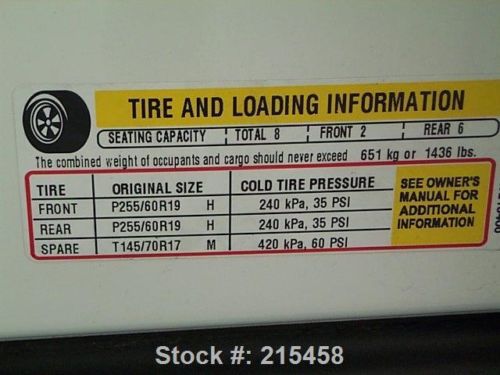 TIRE AND LOADING INFORMATION
SEATING CAPACITY TOTAL 8 FRONT 2 REAR 6
The combined weight of occupants and cargo should never exceed 651 kg or 1436 lbs.
TIRE ORIGINAL SIZE COLD TIRE PRESSURE
FRONT P255/60R19 H 240 kPa, 35 PSI
REAR P255/60R19 H 240 kPa, 35 PSI
SPARE T145/70R17 M 420 kPa, 60 PSI
SEE OWNER'S
MANUAL FOR
ADDITIONAL
INFORMATION
Stock #: 215458